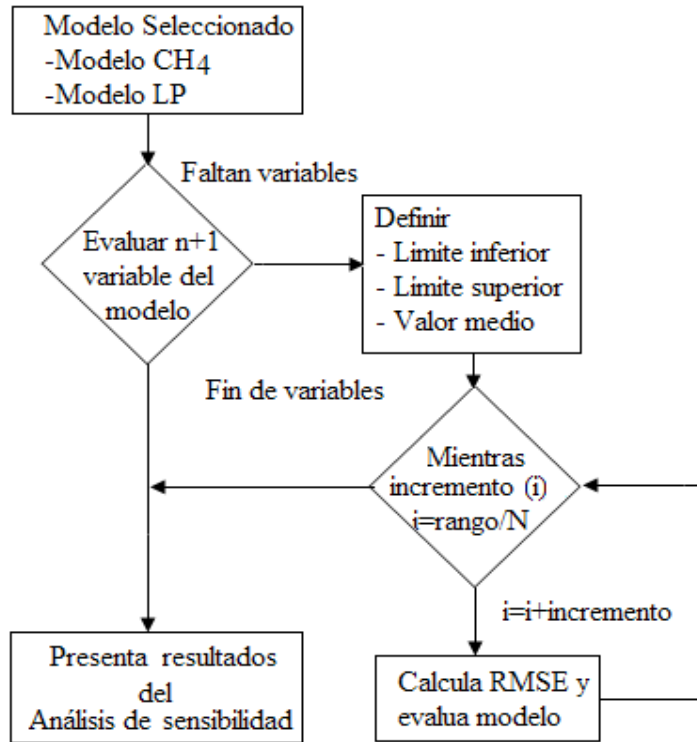 Modelo Seleccionado
-Modelo CH4
-Modelo LP
Faltan variables
Evaluar n+1
variable del
modelo
Definir
- Limite inferior
- Limite superior
- Valor medio
Fin de variables
Mientras
incremento (i)
i=rango/N
i=i+incremento
Presenta resultados
del
Análisis de sensibilidad
Calcula RMSE y
evalua modelo